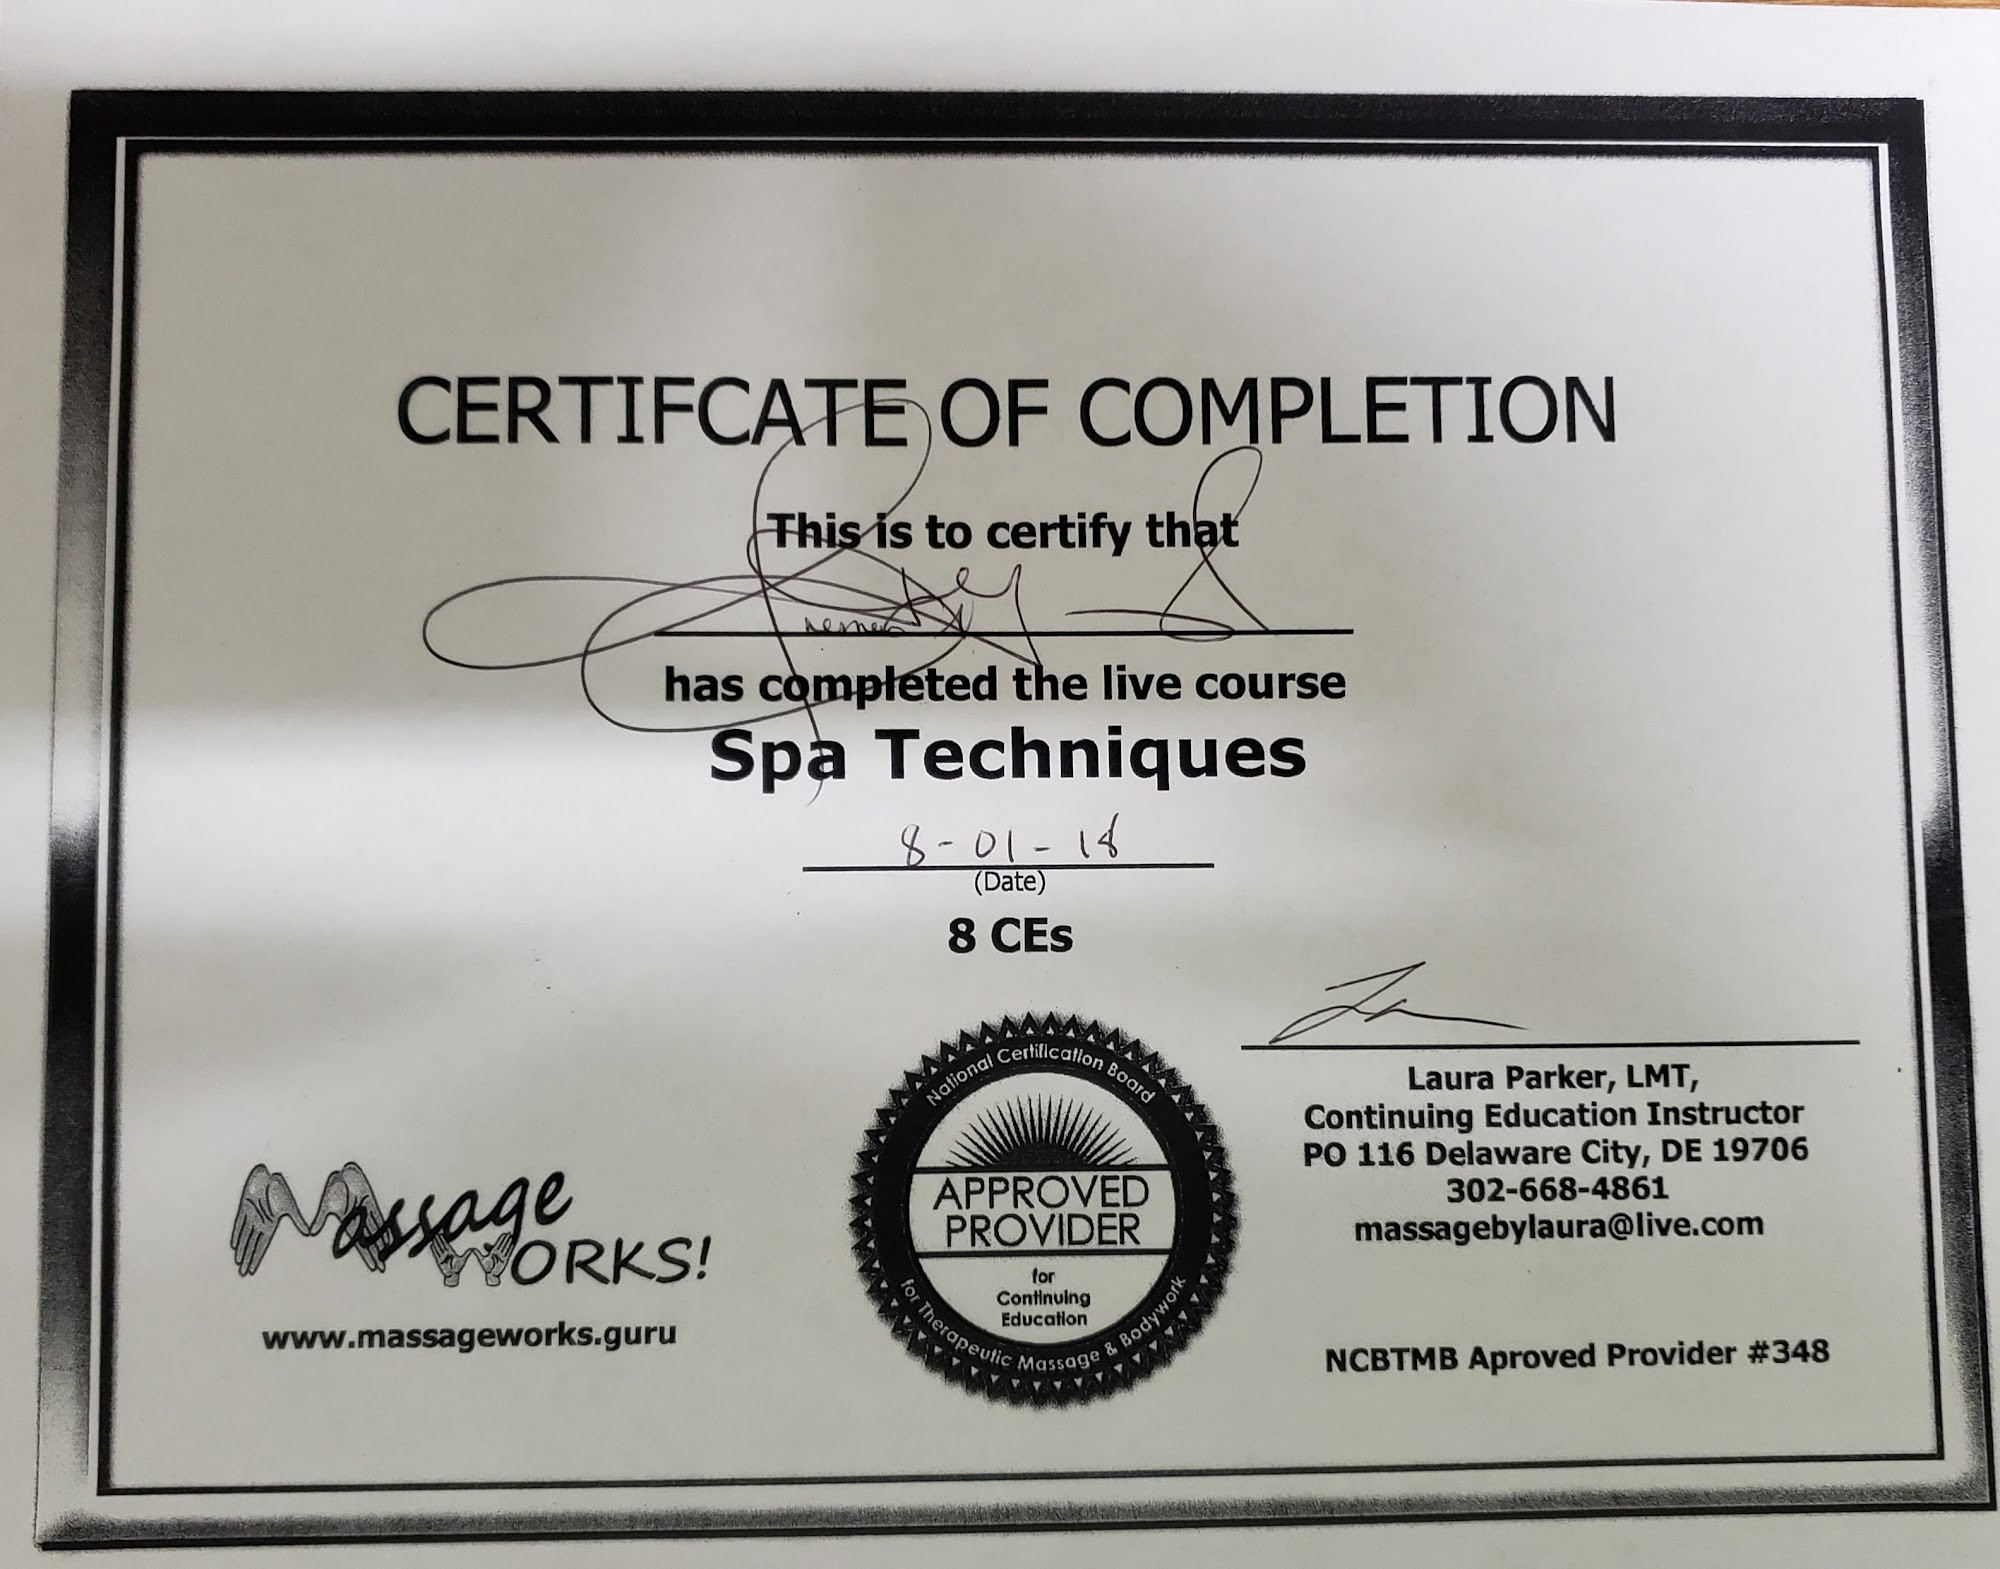 CERTIFCATE OF COMPLETION
This is to certify that
has completed the live course
Spa Techniques
8-01-18
(Date)
8 CEs
Laura Parker, LMT,
Continuing Education Instructor
PO 116 Delaware City, DE 19706
302-668-4861
massagebylaura@live.com
NCBTMB Aproved Provider #348
National Certification Board
APPROVED
PROVIDER
for
Continuing
Education
for Therapeutic Massage & Bodywork
Massage
WORKS!
www.massageworks.guru